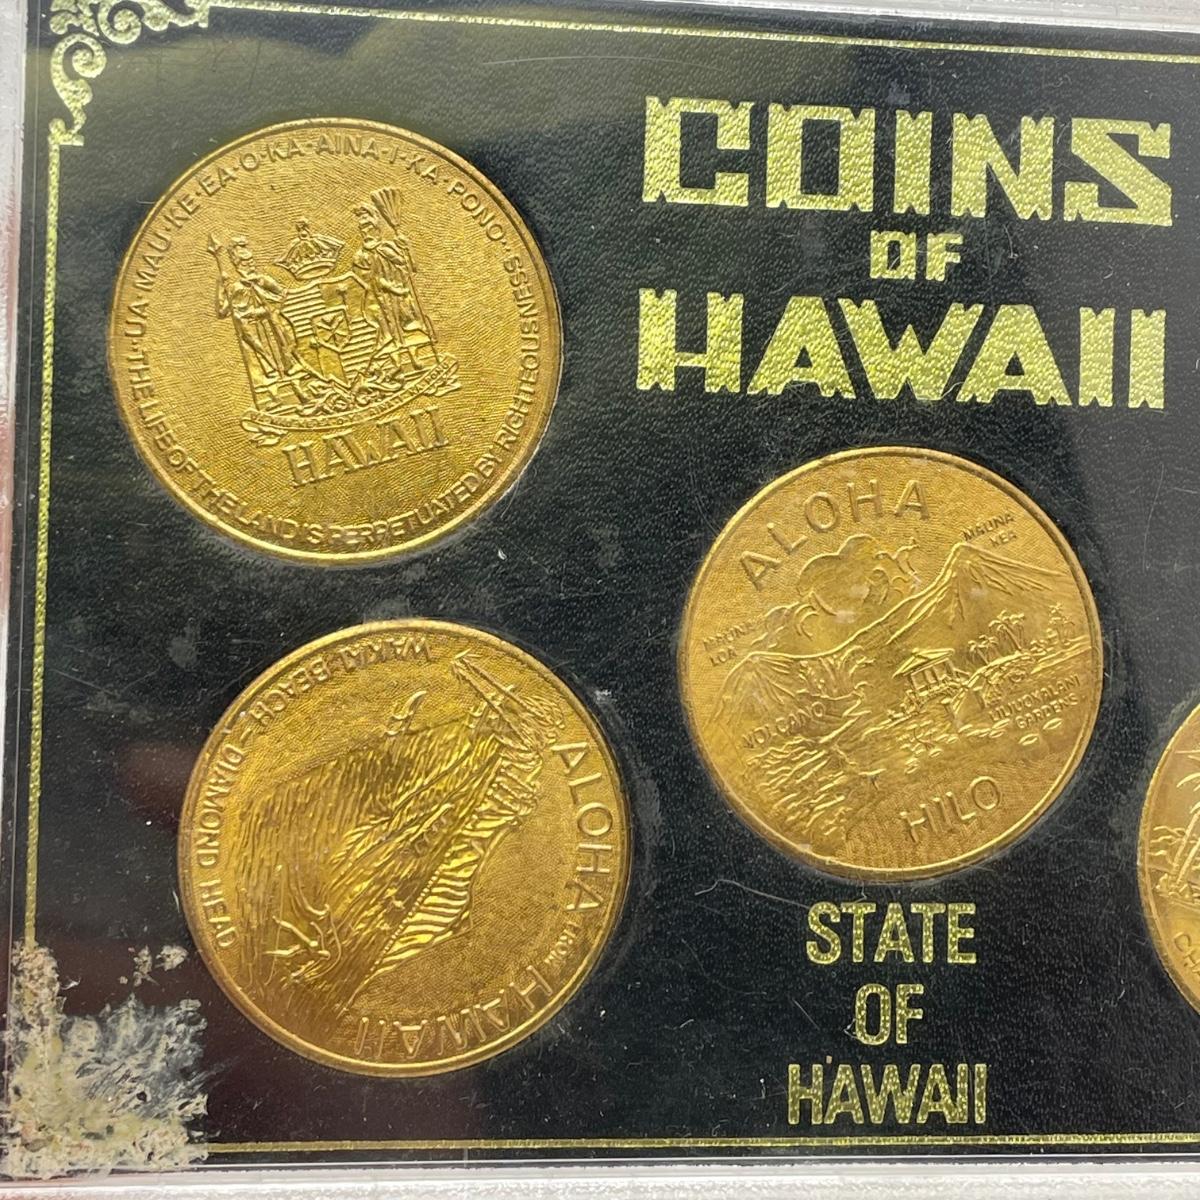 COINS
OF
HAWAII
·UA·MAU·KE·EA·O·KA·AINA·I·KA·PONO·
HAWAII
·THE LIFE OF THE LAND IS PERPETUATED BY RIGHTEOUSNESS·
ALOHA
MAUNA
KEA
MAUNA
LOA
VOLCANO
LILIUOKALANI
GARDENS
HILO
WAIKIKI BEACH - DIAMOND HEAD
ALOHA FROM HAWAII
CH
STATE
OF
HAWAII